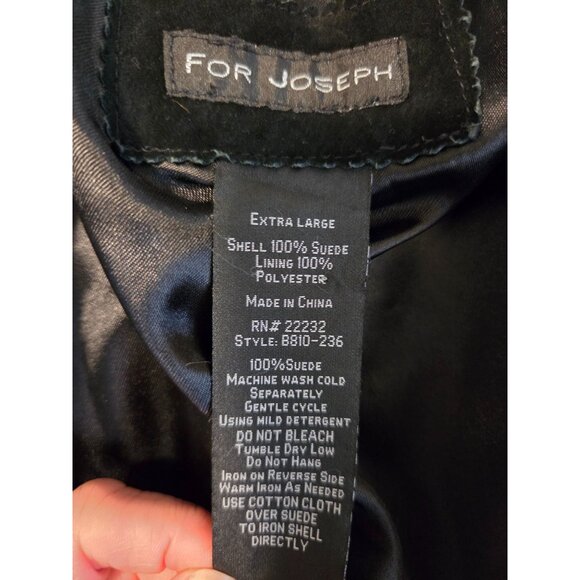 FOR JOSEPH
EXTRA LARGE
SHELL 100% SUEDE
LINING 100%
POLYESTER
MADE IN CHINA
RN# 22232
STYLE: B810-236
100%SUEDE
MACHINE WASH COLD
SEPARATELY
GENTLE CYCLE
USING MILD DETERGENT
DO NOT BLEACH
TUMBLE DRY LOW
DO NOT HANG
IRON ON REVERSE SIDE
WARM IRON AS NEEDED
USE COTTON CLOTH
OVER SUEDE
TO IRON SHELL
DIRECTLY